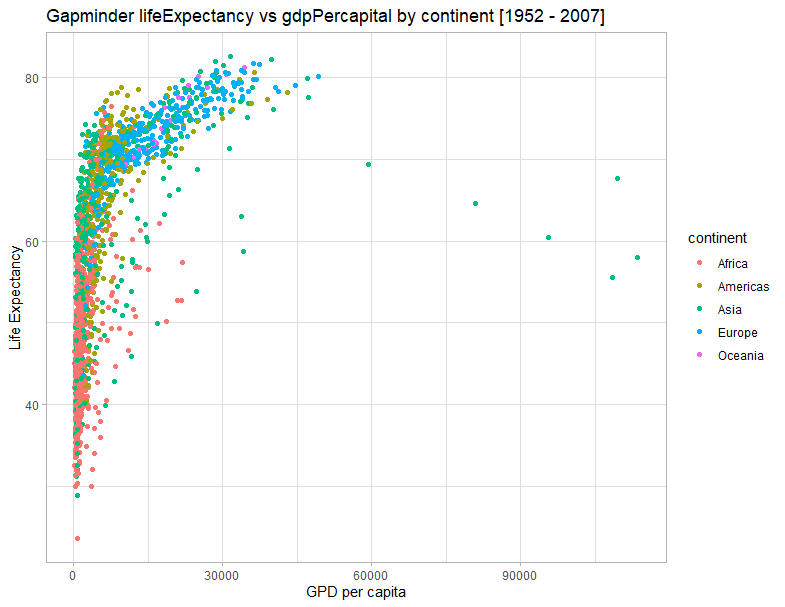 Gapminder lifeExpectancy vs gdpPercapital by continent [1952 - 2007]
80
60
40
Life Expectancy
0
30000
60000
90000
GPD per capita
continent
Africa
Americas
Asia
Europe
Oceania